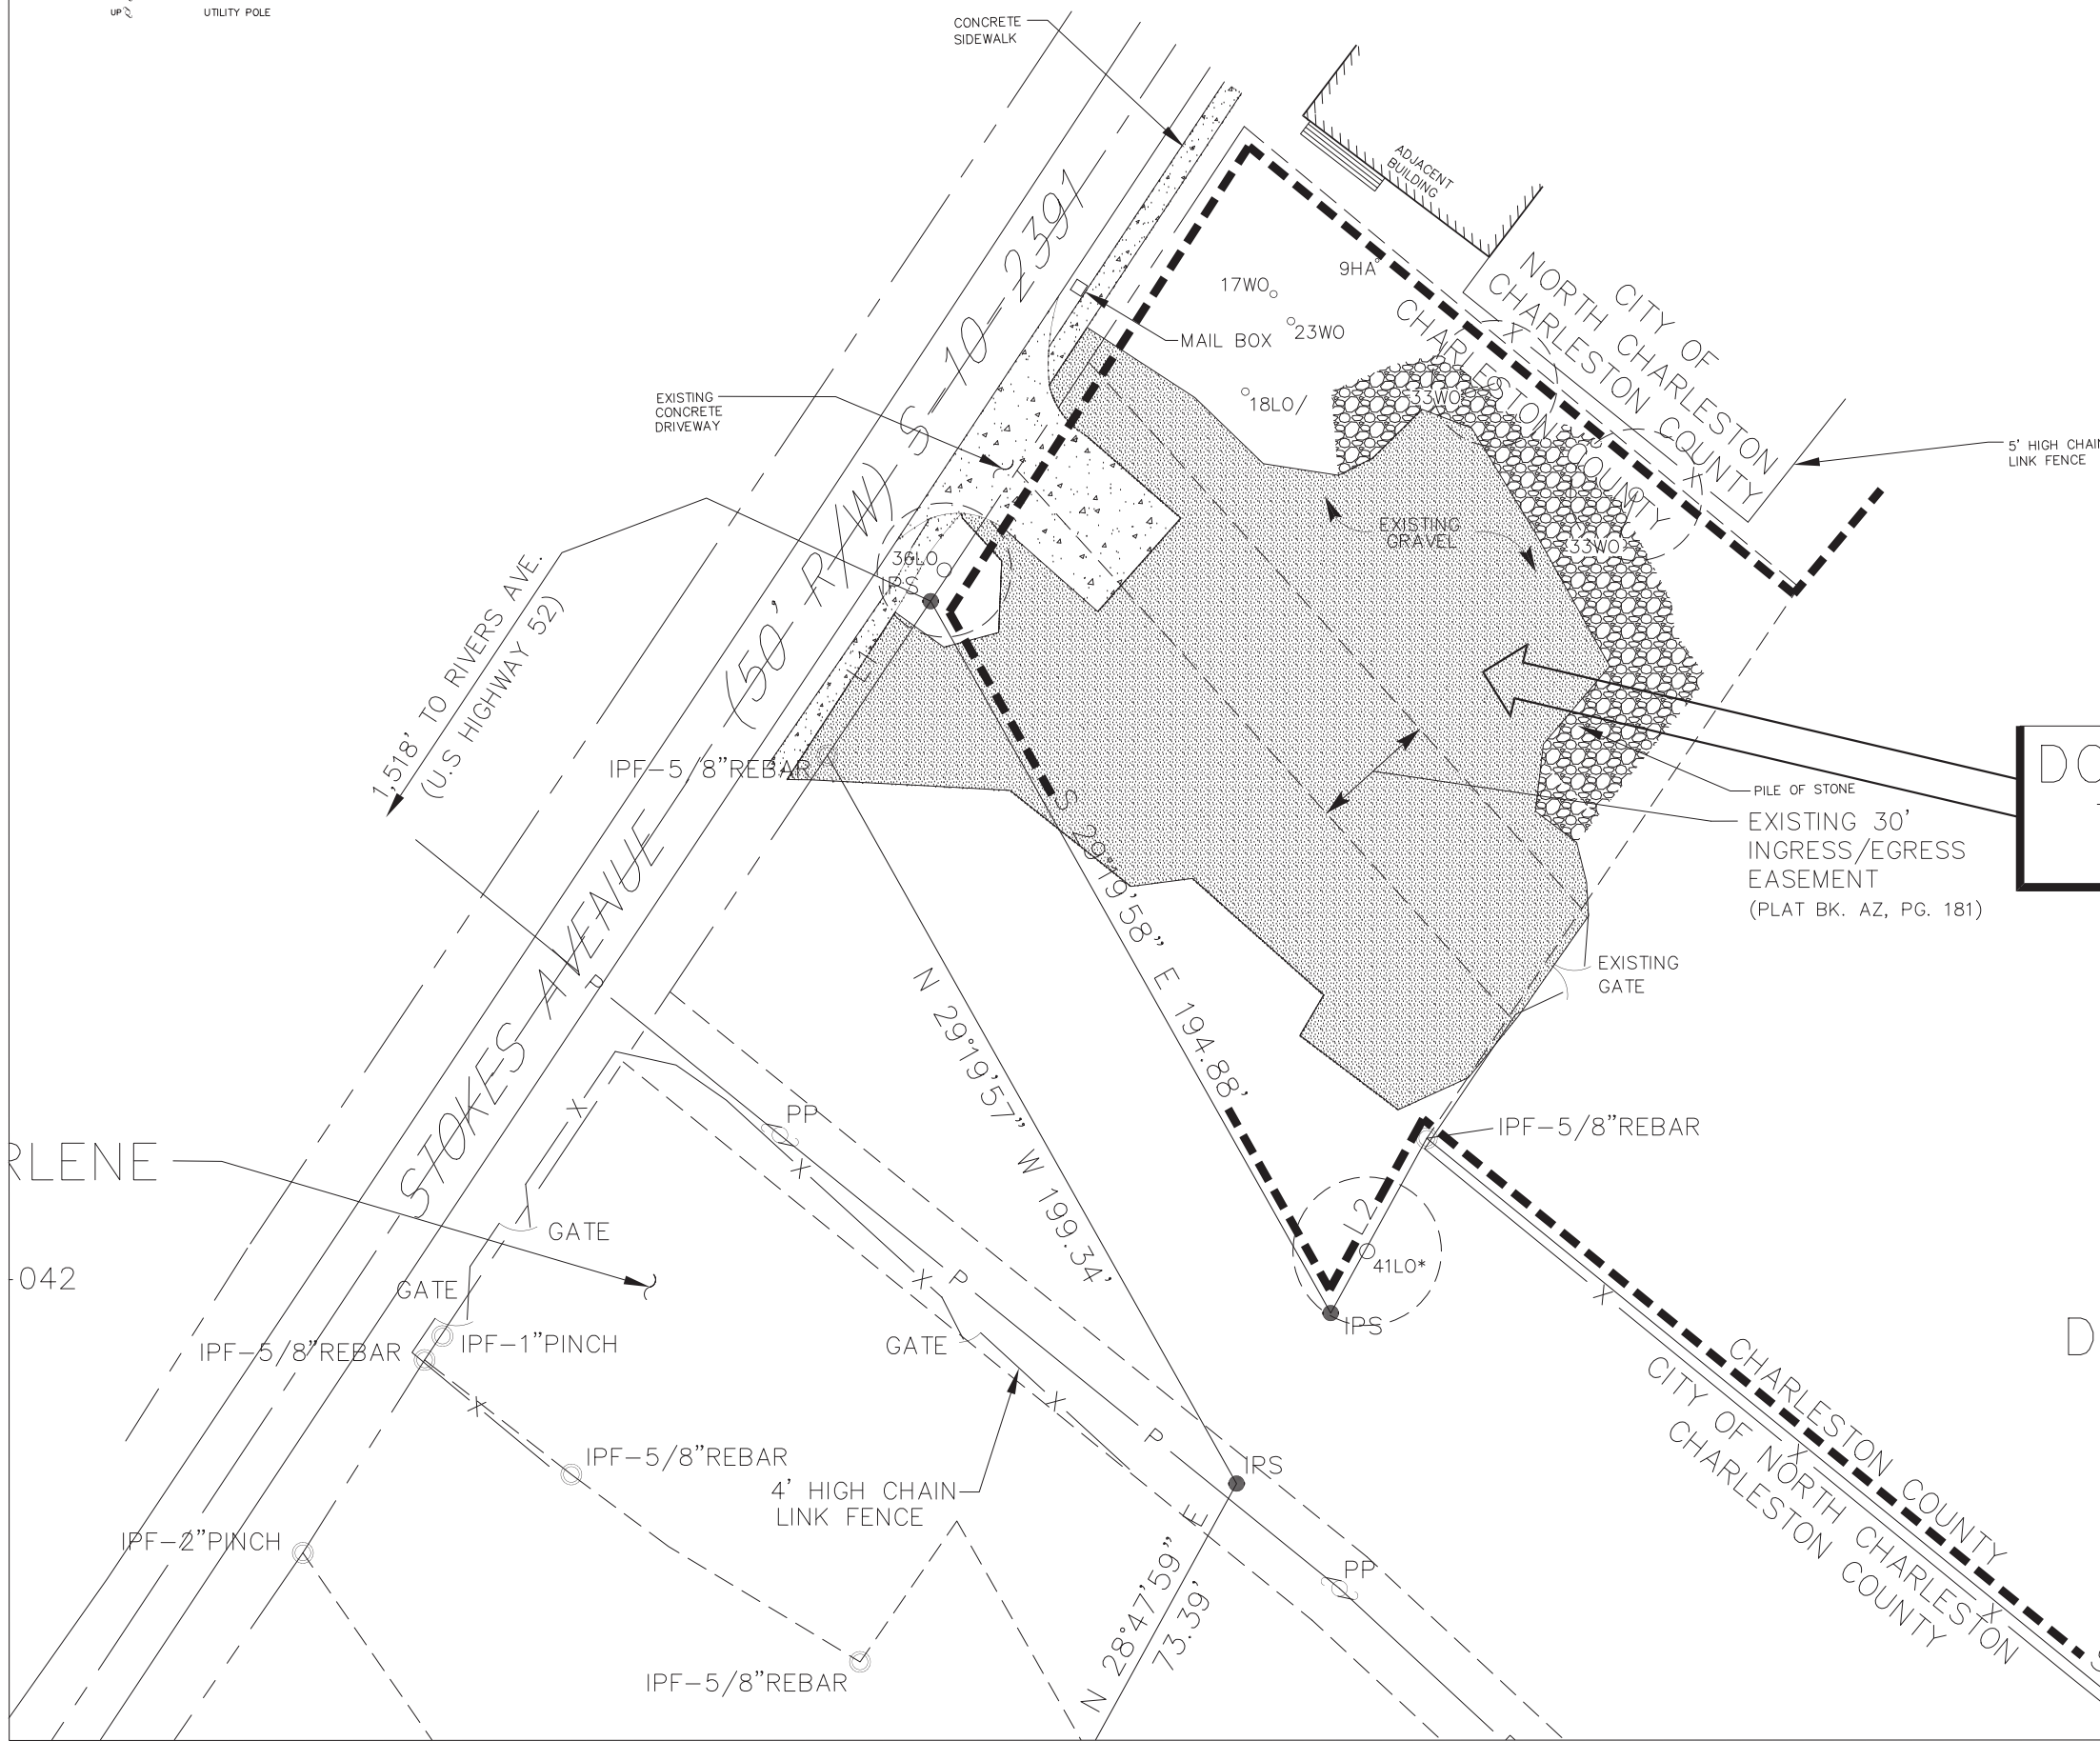 UP
UTILITY POLE
CONCRETE
SIDEWALK
ADJACENT
BUILDING
CITY OF
NORTH CHARLESTON
CHARLESTON COUNTY
CHARLESTON COUNTY
5' HIGH CHAIN
LINK FENCE
X
X
9HA
17WO
23WO
MAIL BOX
18LO/
33WO
33WO
EXISTING
CONCRETE
DRIVEWAY
EXISTING
GRAVEL
S-10-2391
(50' R/W)
STOKES AVENUE
36LO
IPS
L1
1,518' TO RIVERS AVE.
(U.S HIGHWAY 52)
IPF-5/8"REBAR
PILE OF STONE
EXISTING 30'
INGRESS/EGRESS
EASEMENT
(PLAT BK. AZ, PG. 181)
EXISTING
GATE
S 29°19'58" E 194.88'
N 29°19'57" W 199.34'
P
PP
X
X
IPF-5/8"REBAR
L2
41LO*
IPS
RLENE
042
GATE
GATE
IPF-1"PINCH
IPF-5/8"REBAR
X
P
X
GATE
X
X
P
IPF-5/8"REBAR
4' HIGH CHAIN
LINK FENCE
IRS
IPF-2"PINCH
PP
N 28°47'59" E
73.39'
IPF-5/8"REBAR
CHARLESTON COUNTY
CITY OF NORTH CHARLESTON
CHARLESTON COUNTY
X
X
D
S